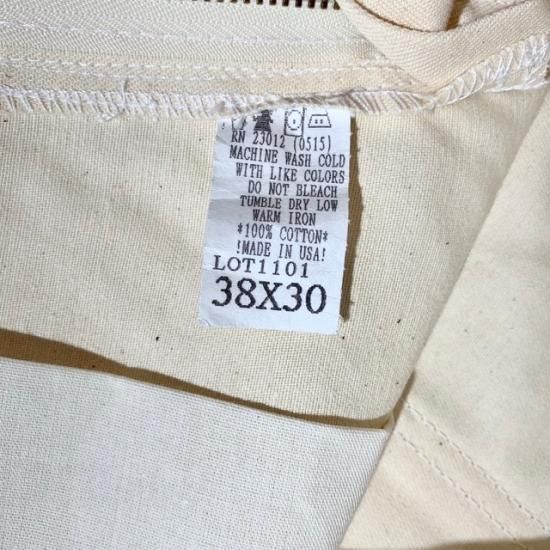 RN 23012 (0515)
MACHINE WASH COLD
WITH LIKE COLORS
DO NOT BLEACH
TUMBLE DRY LOW
WARM IRON
*100% COTTON*
!MADE IN USA!
LOT1101
38X30